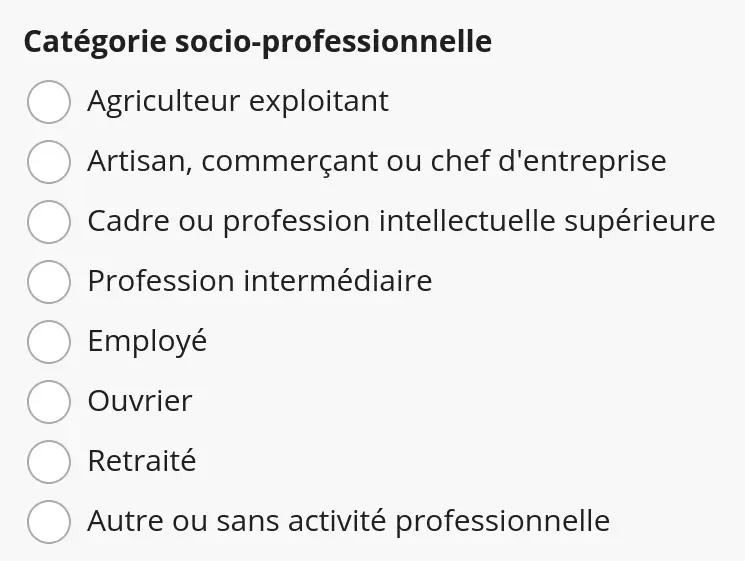 Catégorie socio-professionnelle
Agriculteur exploitant
Artisan, commerçant ou chef d'entreprise
Cadre ou profession intellectuelle supérieure
Profession intermédiaire
Employé
Ouvrier
Retraité
Autre ou sans activité professionnelle